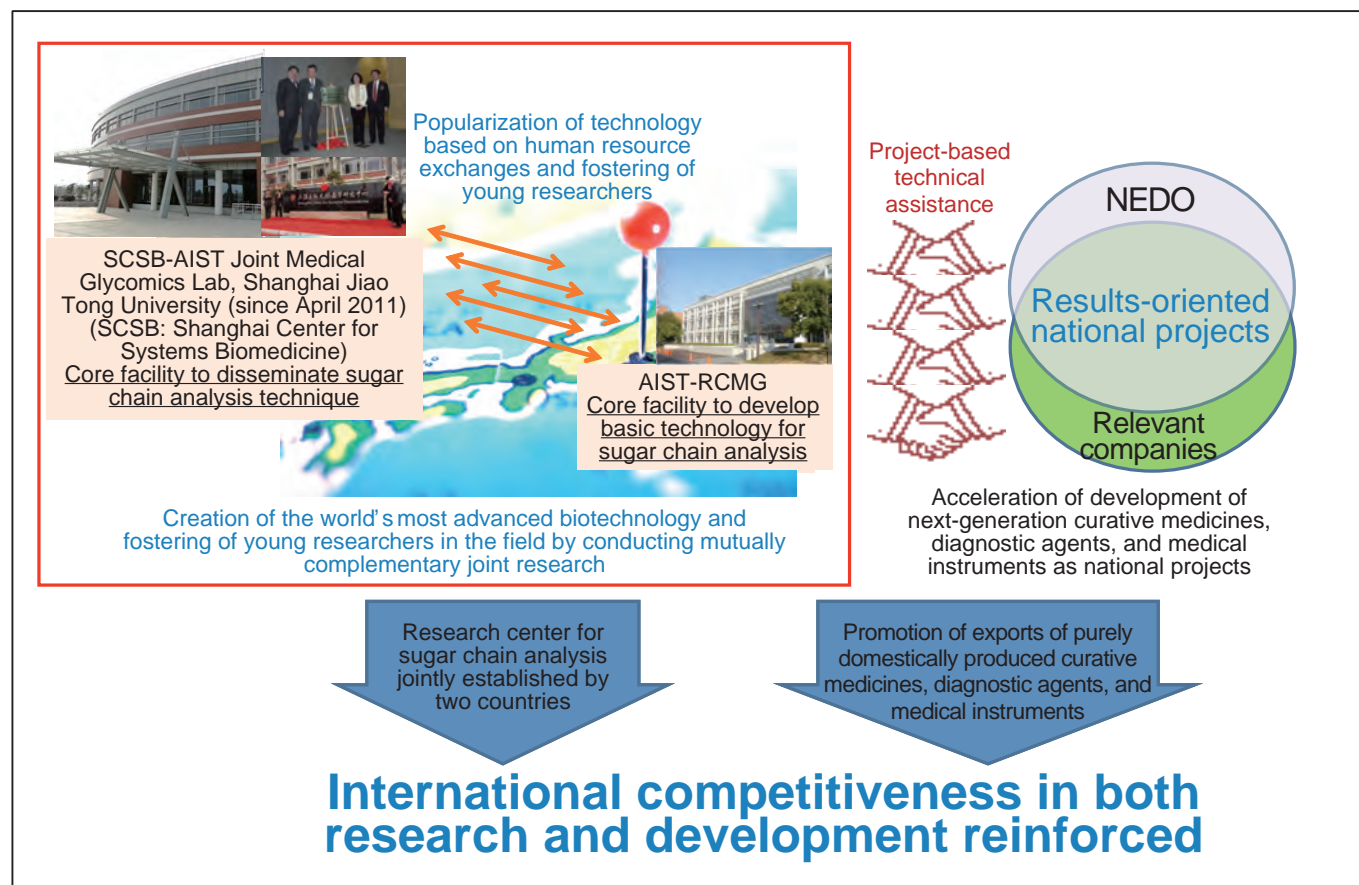 Popularization of technology
based on human resource
exchanges and fostering of
young researchers
SCSB-AIST Joint Medical
Glycomics Lab, Shanghai Jiao
Tong University (since April 2011)
(SCSB: Shanghai Center for
Systems Biomedicine)
Core facility to disseminate sugar
chain analysis technique
AIST-RCMG
Core facility to develop
basic technology for
sugar chain analysis
Creation of the world's most advanced biotechnology and
fostering of young researchers in the field by conducting mutually
complementary joint research
Project-based
technical
assistance
NEDO
Results-oriented
national projects
Relevant
companies
Acceleration of development of
next-generation curative medicines,
diagnostic agents, and medical
instruments as national projects
Research center for
sugar chain analysis
jointly established by
two countries
Promotion of exports of purely
domestically produced curative
medicines, diagnostic agents, and
medical instruments
International competitiveness in both
research and development reinforced